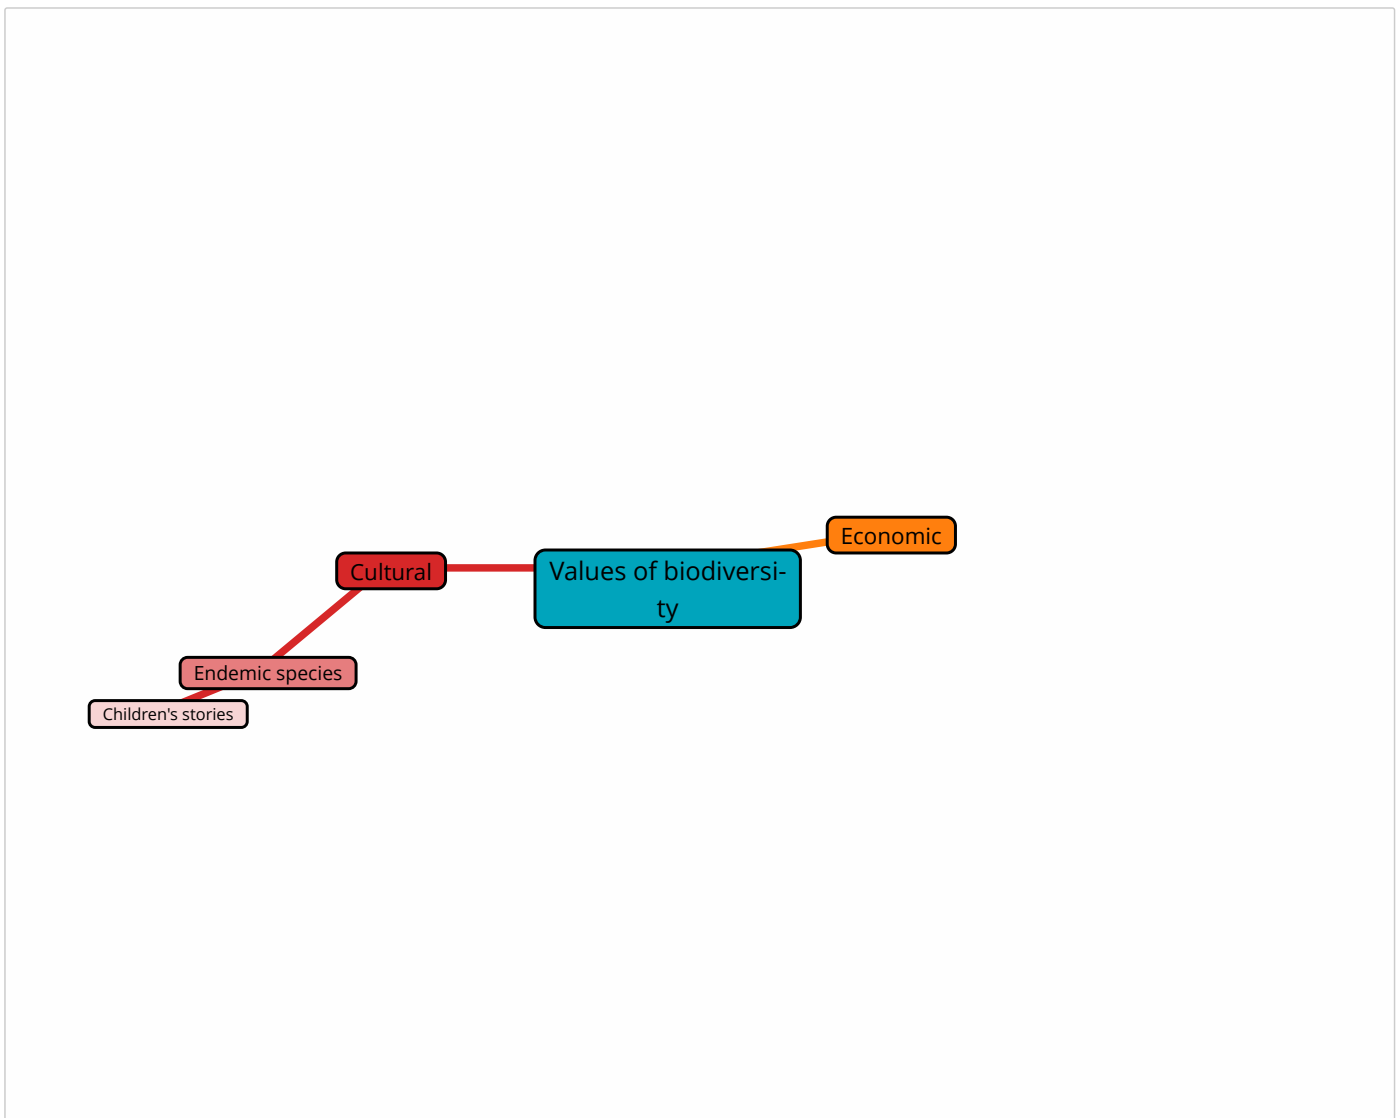 Economic
Cultural
Values of biodiversi-
ty
Endemic species
Children's stories